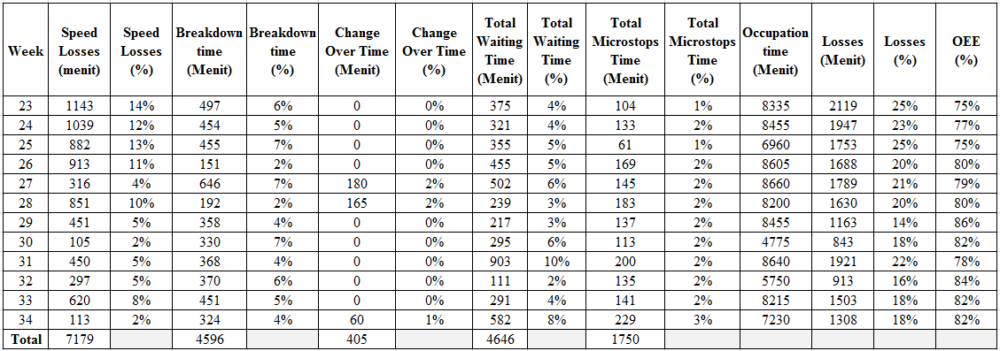 Week Speed Losses (menit) Speed Losses (%) Breakdown time (Menit) Breakdown time (%) Change Over Time (Menit) Change Over Time (%) Total Waiting Time (Menit) Total Waiting Time (%) Total Microstops Time (Menit) Total Microstops Time (%) Occupation time (Menit) Losses (Menit) Losses (%) OEE (%)
23 1143 14% 497 6% 0 0% 375 4% 104 1% 8335 2119 25% 75%
24 1039 12% 454 5% 0 0% 321 4% 133 2% 8455 1947 23% 77%
25 882 13% 455 7% 0 0% 355 5% 61 1% 6960 1753 25% 75%
26 913 11% 151 2% 0 0% 455 5% 169 2% 8605 1688 20% 80%
27 316 4% 646 7% 180 2% 502 6% 145 2% 8660 1789 21% 79%
28 851 10% 192 2% 165 2% 239 3% 183 2% 8200 1630 20% 80%
29 451 5% 358 4% 0 0% 217 3% 137 2% 8455 1163 14% 86%
30 105 2% 330 7% 0 0% 295 6% 113 2% 4775 843 18% 82%
31 450 5% 368 4% 0 0% 903 10% 200 2% 8640 1921 22% 78%
32 297 5% 370 6% 0 0% 111 2% 135 2% 5750 913 16% 84%
33 620 8% 451 5% 0 0% 291 4% 141 2% 8215 1503 18% 82%
34 113 2% 324 4% 60 1% 582 8% 229 3% 7230 1308 18% 82%
Total 7179 4596 405 4646 1750